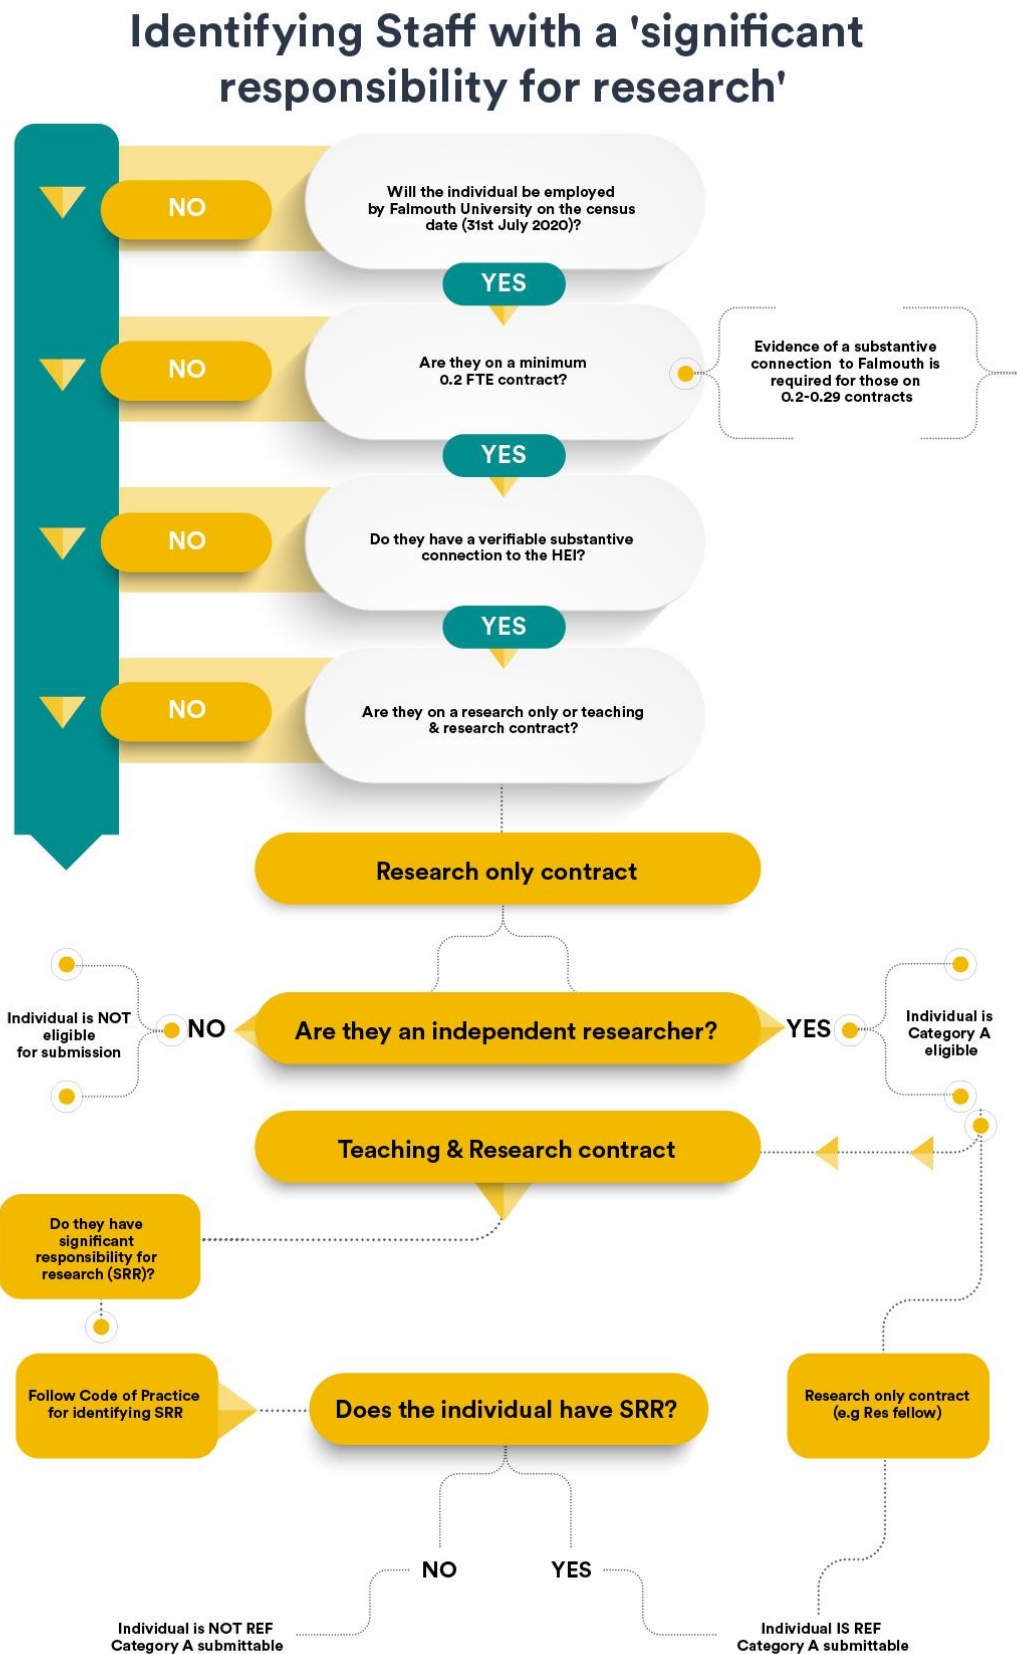 Identifying Staff with a 'significant
responsibility for research'
Will the individual be employed
by Falmouth University on the census
date (31st July 2020)?
NO
YES
Are they on a minimum
0.2 FTE contract?
Evidence of a substantive
connection to Falmouth is
required for those on
0.2-0.29 contracts
NO
YES
Do they have a verifiable substantive
connection to the HEI?
NO
YES
Are they on a research only or teaching
& research contract?
NO
Research only contract
Are they an independent researcher?
NO
Individual is NOT
eligible
for submission
YES
Individual is
Category A
eligible
Teaching & Research contract
Do they have
significant
responsibility for
research (SRR)?
Follow Code of Practice
for identifying SRR
Does the individual have SRR?
Research only contract
(e.g Res fellow)
NO
YES
Individual is NOT REF
Category A submittable
Individual IS REF
Category A submittable